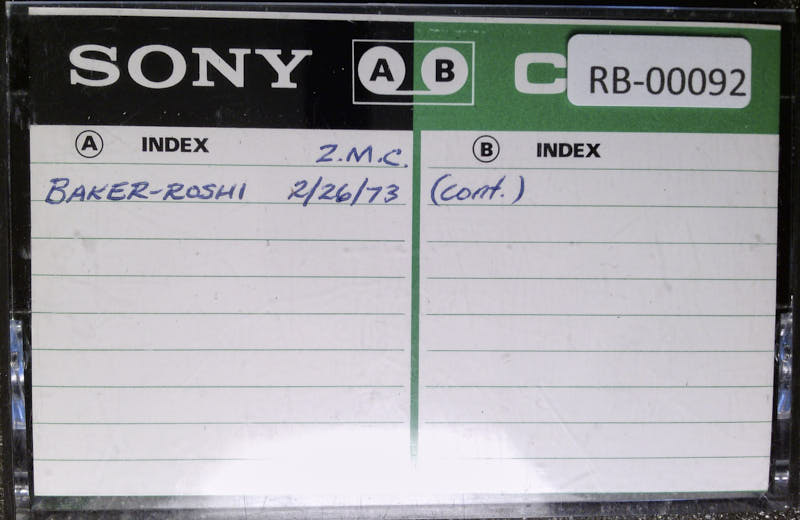 SONY A B C RB-00092
A INDEX
Z.M.C.
BAKER-ROSHI 2/26/73
B INDEX
(cont.)